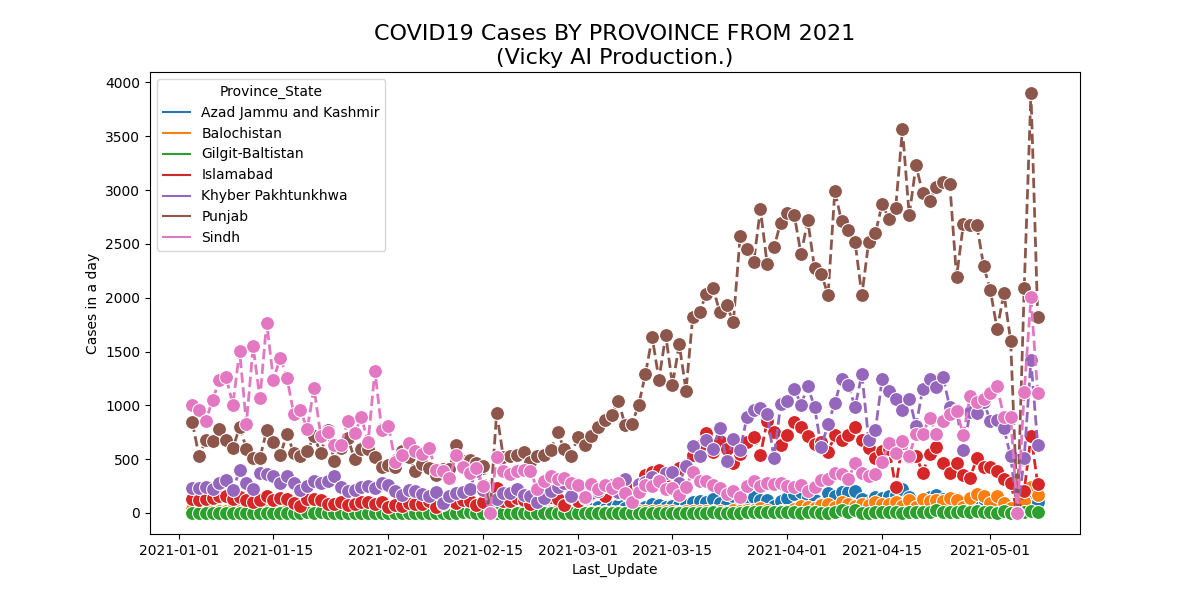 COVID19 Cases BY PROVOINCE FROM 2021
(Vicky AI Production.)
Province_State
Azad Jammu and Kashmir
Balochistan
Gilgit-Baltistan
Islamabad
Khyber Pakhtunkhwa
Punjab
Sindh
Cases in a day
4000
3500
3000
2500
2000
1500
1000
500
0
2021-01-01
2021-01-15
2021-02-01
2021-02-15
2021-03-01
2021-03-15
2021-04-01
2021-04-15
2021-05-01
Last_Update